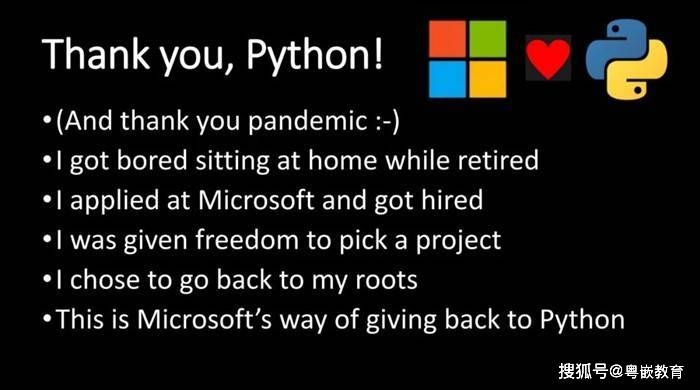 Thank you, Python!
•(And thank you pandemic :-)
•I got bored sitting at home while retired
•I applied at Microsoft and got hired
•I was given freedom to pick a project
•I chose to go back to my roots
•This is Microsoft's way of giving back to Python
搜狐号@粤嵌教育